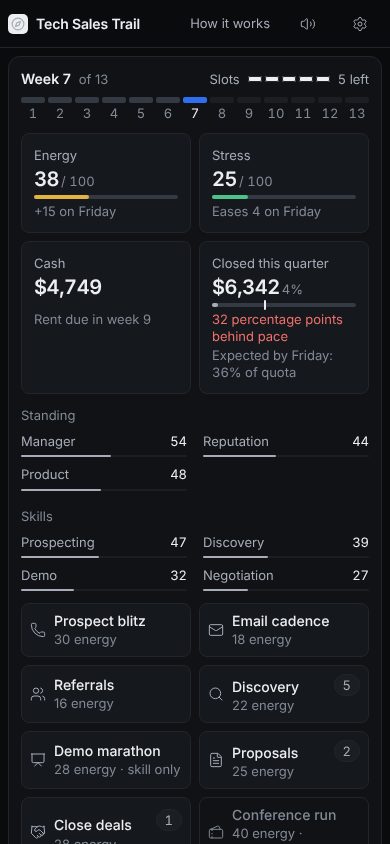 Tech Sales Trail How it works
Week 7 of 13 Slots 5 left
1 2 3 4 5 6 7 8 9 10 11 12 13
Energy
38 / 100
+15 on Friday
Stress
25 / 100
Eases 4 on Friday
Cash
$4,749
Rent due in week 9
Closed this quarter
$6,342 4%
32 percentage points
behind pace
Expected by Friday:
36% of quota
Standing
Manager 54
Reputation 44
Product 48
Skills
Prospecting 47
Discovery 39
Demo 32
Negotiation 27
Prospect blitz
30 energy
Email cadence
18 energy
Referrals
16 energy
Discovery 5
22 energy
Demo marathon
28 energy · skill only
Proposals 2
25 energy
Close deals 1
28 energy
Conference run
40 energy ·